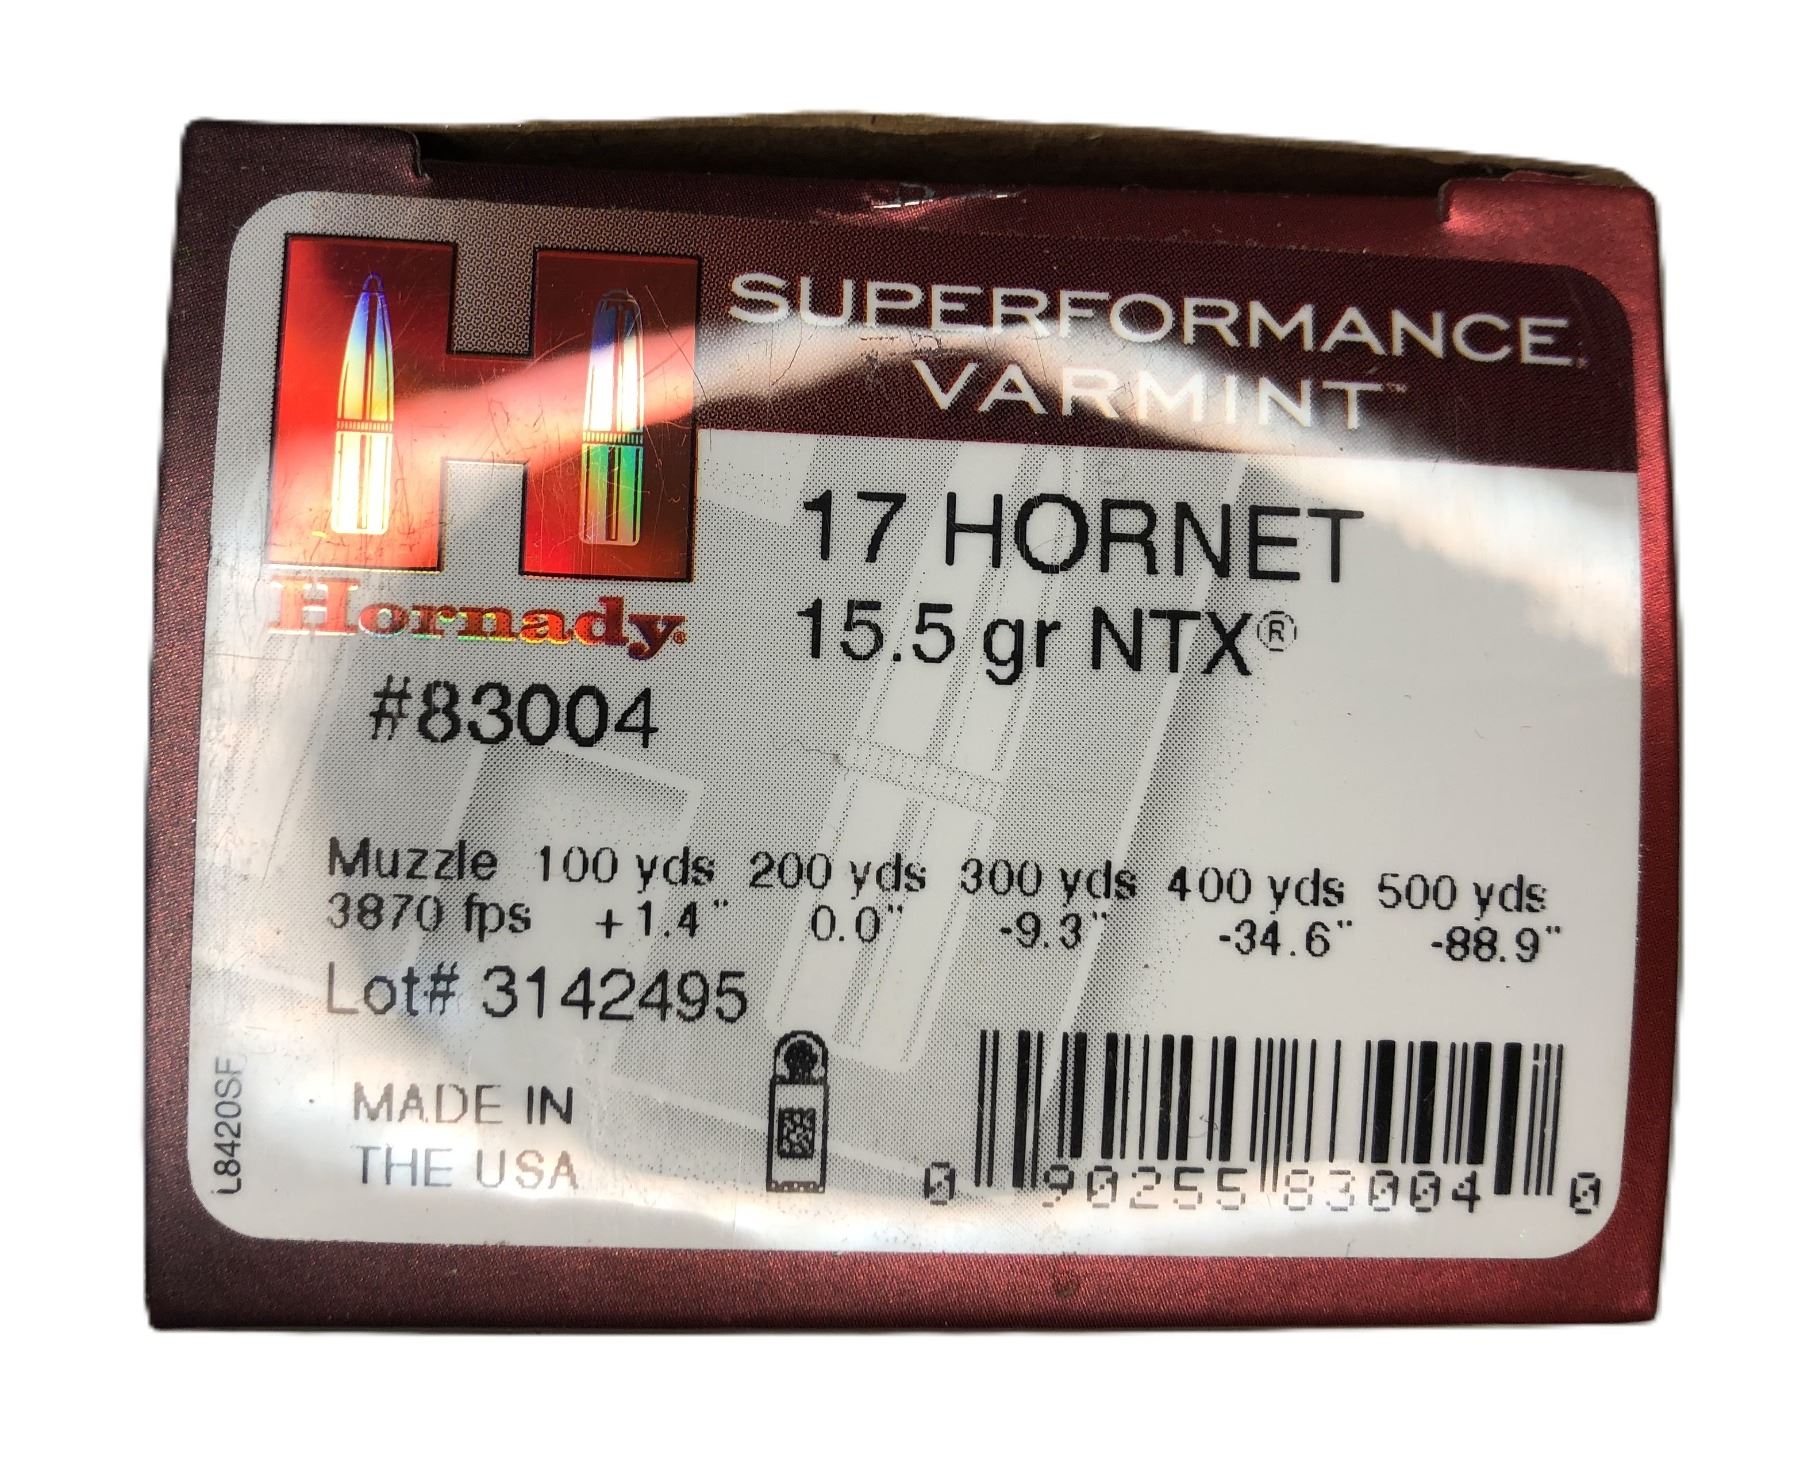 SUPERFORMANCE
VARMINT™
Hornady®
17 HORNET
15.5 gr NTX®
#83004
Muzzle 100 yds 200 yds 300 yds 400 yds 500 yds
3870 fps +1.4" 0.0" -9.3" -34.6" -88.9"
Lot# 3142495
L8420SF
MADE IN
THE USA
0 90255 83004 0